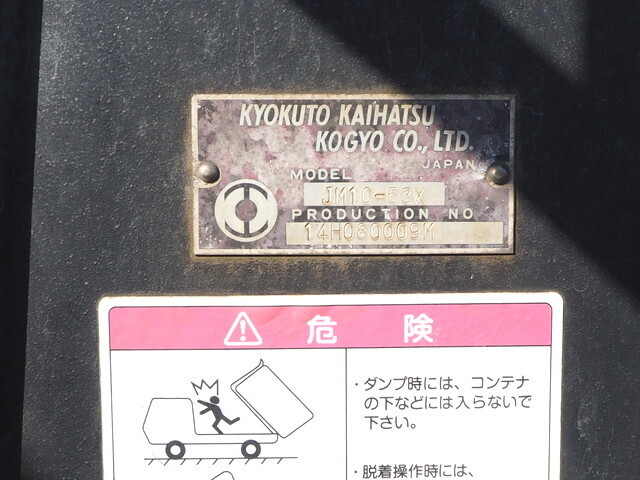 KYOKUTO KAIHATSU
KOGYO CO., LTD.
JAPAN
MODEL
JM10-53X
PRODUCTION NO
14H060009M
危険
・ダンプ時には、コンテナ
の下などには入らないで
下さい。
・脱着操作時には、